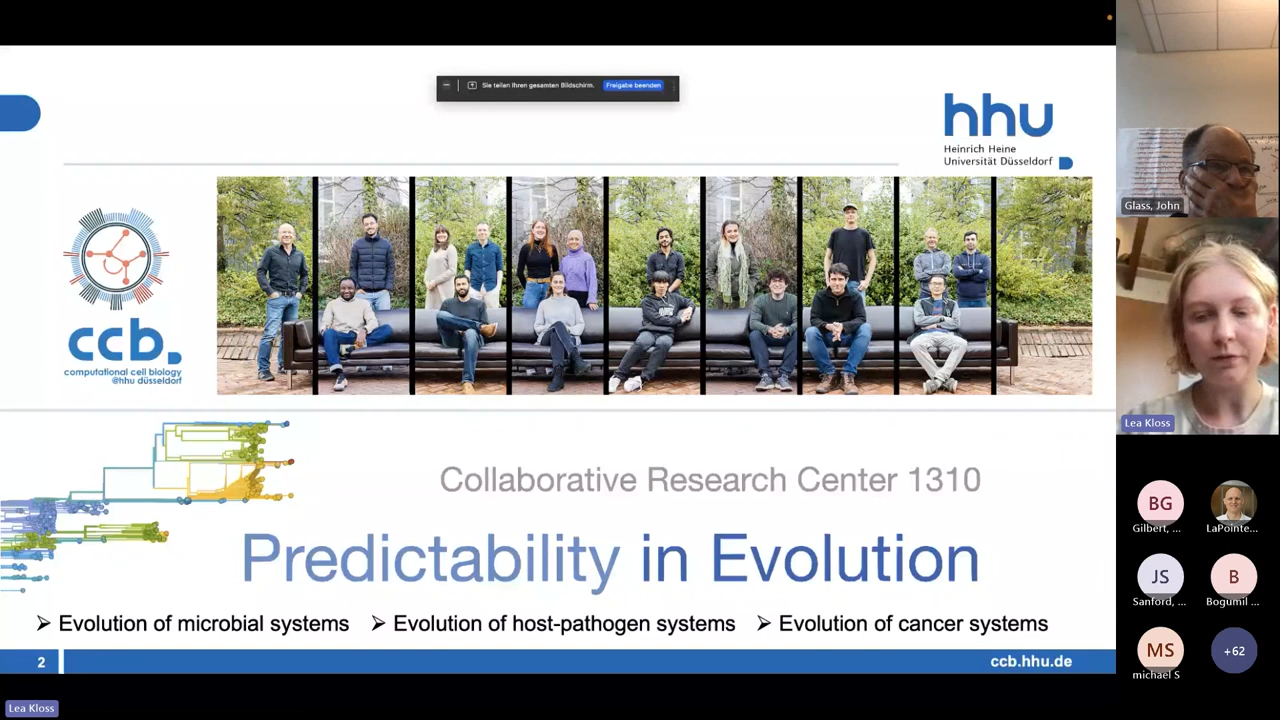 Sie teilen Ihren gesamten Bildschirm. Freigabe beenden
hhu
Heinrich Heine
Universität Düsseldorf
ccb.
computational cell biology
@hhu düsseldorf
Collaborative Research Center 1310
Predictability in Evolution
➢ Evolution of microbial systems ➢ Evolution of host-pathogen systems ➢ Evolution of cancer systems
2
ccb.hhu.de
Lea Kloss
Glass, John
Lea Kloss
BG
Gilbert, ...
LaPointe...
JS
Sanford, ...
B
Bogumil ...
MS
michael S
+62